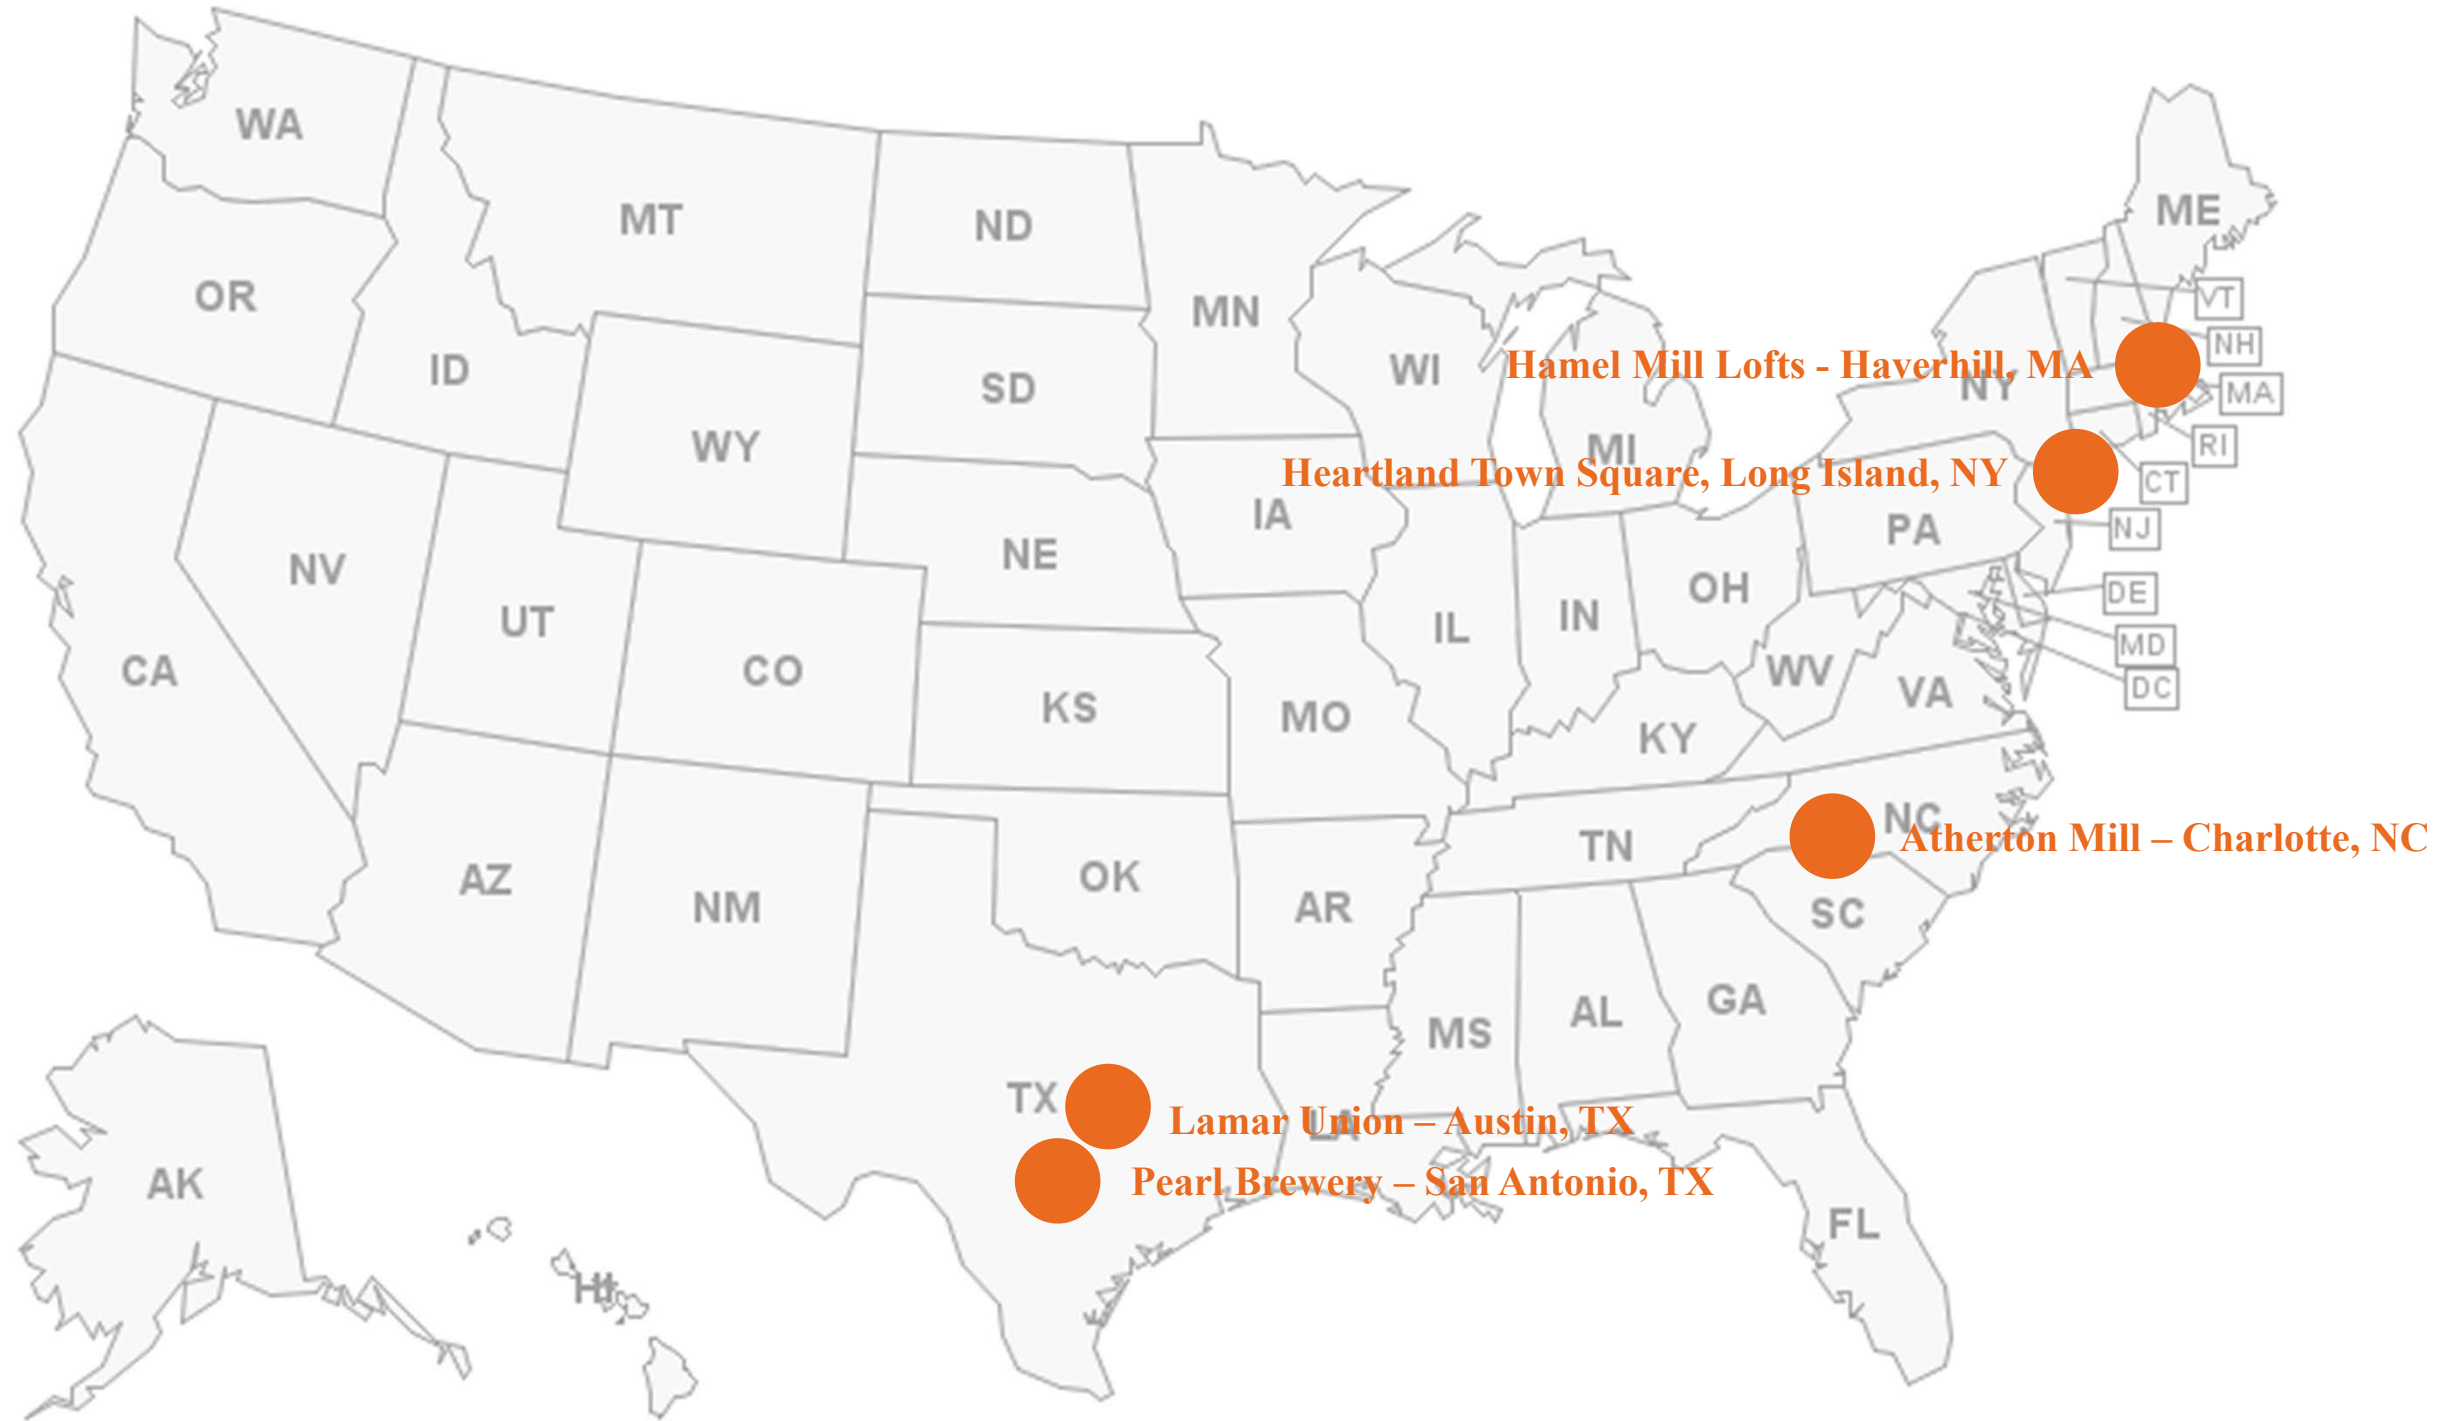 WA
MT
ND
ME
OR
MN
VT
ID
SD
WI
Hamel Mill Lofts - Haverhill, MA
NH
NY
MA
WY
MI
RI
Heartland Town Square, Long Island, NY
CT
IA
PA
NJ
NV
NE
UT
OH
DE
IL
IN
MD
CA
CO
WV
VA
DC
KS
MO
KY
NC
TN
Atherton Mill – Charlotte, NC
AZ
OK
NM
AR
SC
GA
AL
MS
TX
Lamar Union – Austin, TX
LA
AK
Pearl Brewery – San Antonio, TX
FL
HI